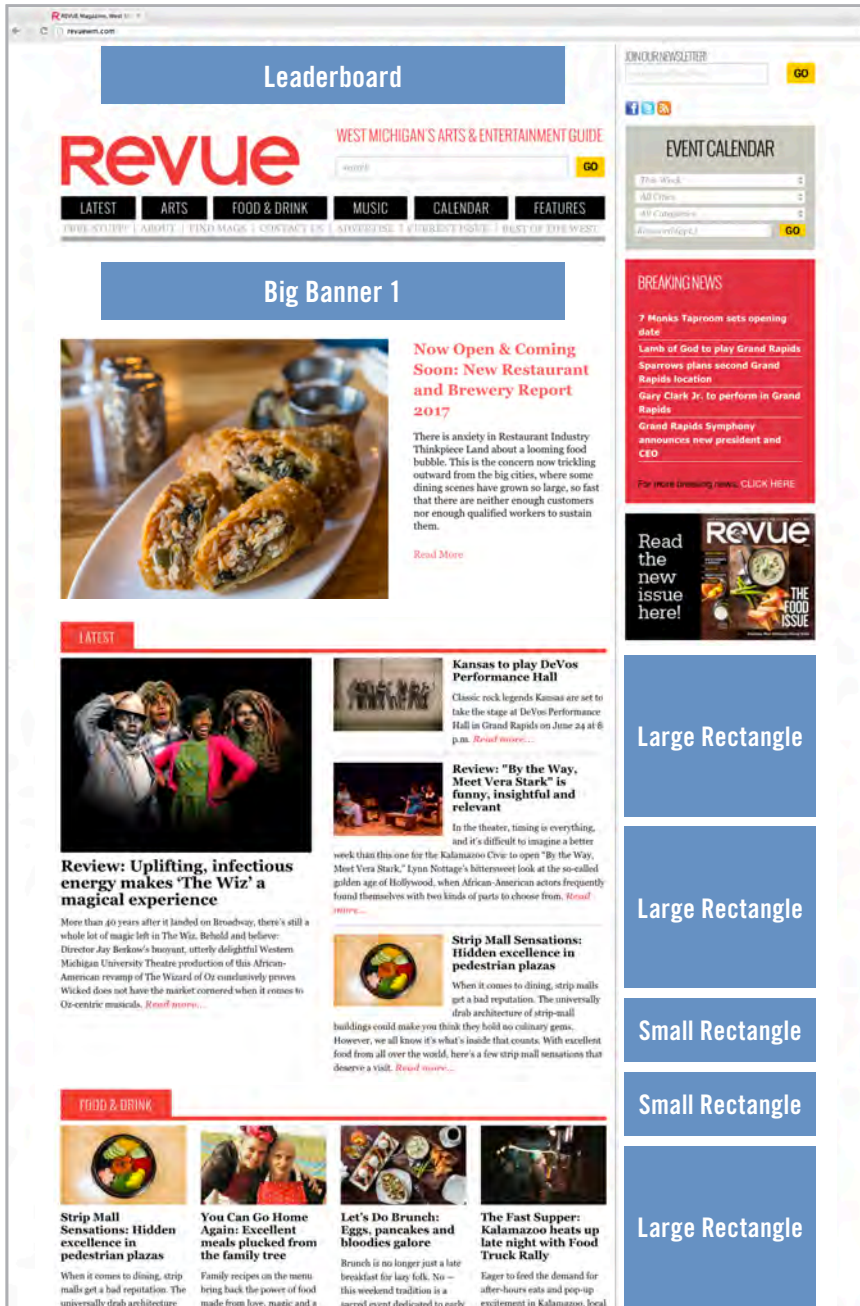 REVUE Magazine, West
revuewm.com
Leaderboard
REVUE
WEST MICHIGAN'S ARTS & ENTERTAINMENT GUIDE
search
GO
LATEST
ARTS
FOOD & DRINK
MUSIC
CALENDAR
FEATURES
FREE STUFF! | ABOUT | FIND MAGS | CONTACT US | ADVERTISE | CURRENT ISSUE | BEST OF THE WEST
Big Banner 1
Now Open & Coming
Soon: New Restaurant
and Brewery Report
2017
There is anxiety in Restaurant Industry
Thinkpiece Land about a looming food
bubble. This is the concern now trickling
outward from the big cities, where some
dining scenes have grown so large, so fast
that there are neither enough customers
nor enough qualified workers to sustain
them.
Read More
LATEST
Review: Uplifting, infectious
energy makes ‘The Wiz’ a
magical experience
More than 40 years after it landed on Broadway, there's still a
whole lot of magic left in The Wiz. Behold and believe:
Director Jay Berkow's buoyant, utterly delightful Western
Michigan University Theatre production of this African-
American revamp of The Wizard of Oz conclusively proves
Wicked does not have the market cornered when it comes to
Oz-centric musicals. Read more...
Kansas to play DeVos
Performance Hall
Classic rock legends Kansas are set to
take the stage at DeVos Performance
Hall in Grand Rapids on June 24 at 8
p.m. Read more...
Review: "By the Way,
Meet Vera Stark" is
funny, insightful and
relevant
In the theater, timing is everything,
and it's difficult to imagine a better
week than this one for the Kalamazoo Civic to open "By the Way,
Meet Vera Stark," Lynn Nottage's bittersweet look at the so-called
golden age of Hollywood, when African-American actors frequently
found themselves with two kinds of parts to choose from. Read
more...
Strip Mall Sensations:
Hidden excellence in
pedestrian plazas
When it comes to dining, strip malls
get a bad reputation. The universally
drab architecture of strip-mall
buildings could make you think they hold no culinary gems.
However, we all know it's what's inside that counts. With excellent
food from all over the world, here's a few strip mall sensations that
deserve a visit. Read more...
FOOD & DRINK
Strip Mall
Sensations: Hidden
excellence in
pedestrian plazas
When it comes to dining, strip
malls get a bad reputation. The
universally drab architecture
You Can Go Home
Again: Excellent
meals plucked from
the family tree
Family recipes on the menu
bring back the power of food
made from love, magic and a
Let's Do Brunch:
Eggs, pancakes and
bloodies galore
Brunch is no longer just a late
breakfast for lazy folk. No —
this weekend tradition is a
sacred event dedicated to early
The Fast Supper:
Kalamazoo heats up
late night with Food
Truck Rally
Eager to feed the demand for
after-hours eats and pop-up
excitement in Kalamazoo, local
JOIN OUR NEWSLETTER!
GO
EVENT CALENDAR
This Week
All Cities
All Categories
GO
BREAKING NEWS
7 Monks Taproom sets opening
date
Lamb of God to play Grand Rapids
Sparrows plans second Grand
Rapids location
Gary Clark Jr. to perform in Grand
Rapids
Grand Rapids Symphony
announces new president and
CEO
For more breaking news, CLICK HERE
Read
the
new
issue
here!
REVUE
THE
FOOD
ISSUE
Large Rectangle
Large Rectangle
Small Rectangle
Small Rectangle
Large Rectangle